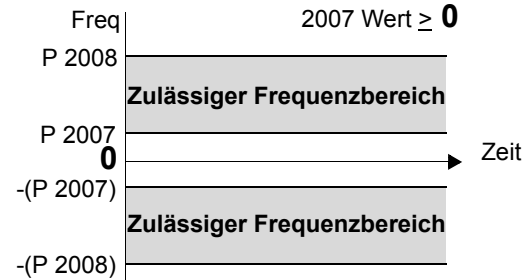 Freq
2007 Wert ≥ 0
P 2008
Zulässiger Frequenzbereich
P 2007
0
Zeit
-(P 2007)
Zulässiger Frequenzbereich
-(P 2008)